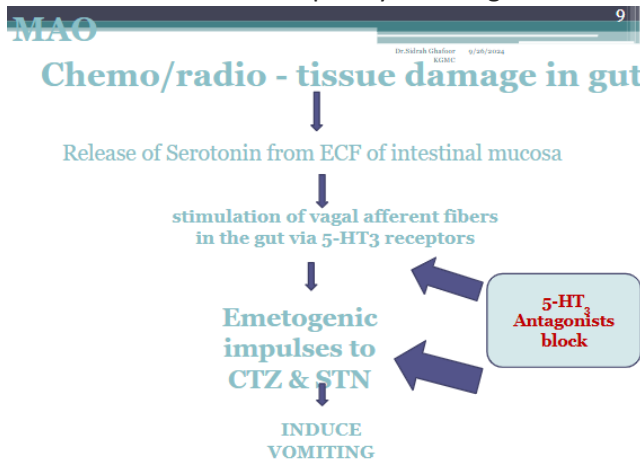 9
MAO
Dr.Salrah Ghafoor 9/26/2024
KGMC
Chemo/radio - tissue damage in gut
Release of Serotonin from ECF of intestinal mucosa
stimulation of vagal afferent fibers
in the gut via 5-HT3 receptors
5-HT3
Antagonists
block
Emetogenic
impulses to
CTZ & STN
INDUCE
VOMITING